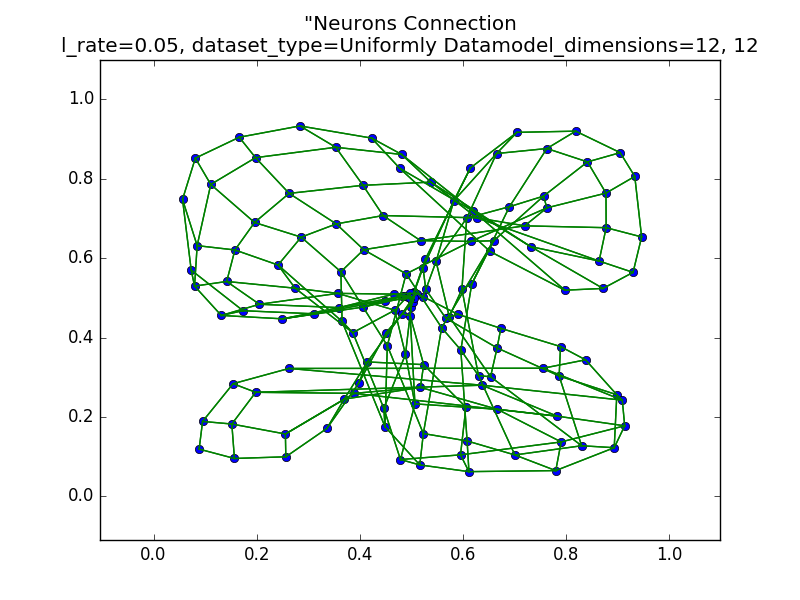 "Neurons Connection
l_rate=0.05, dataset_type=Uniformly Datamodel_dimensions=12, 12
1.0
0.8
0.6
0.4
0.2
0.0
0.0 0.2 0.4 0.6 0.8 1.0